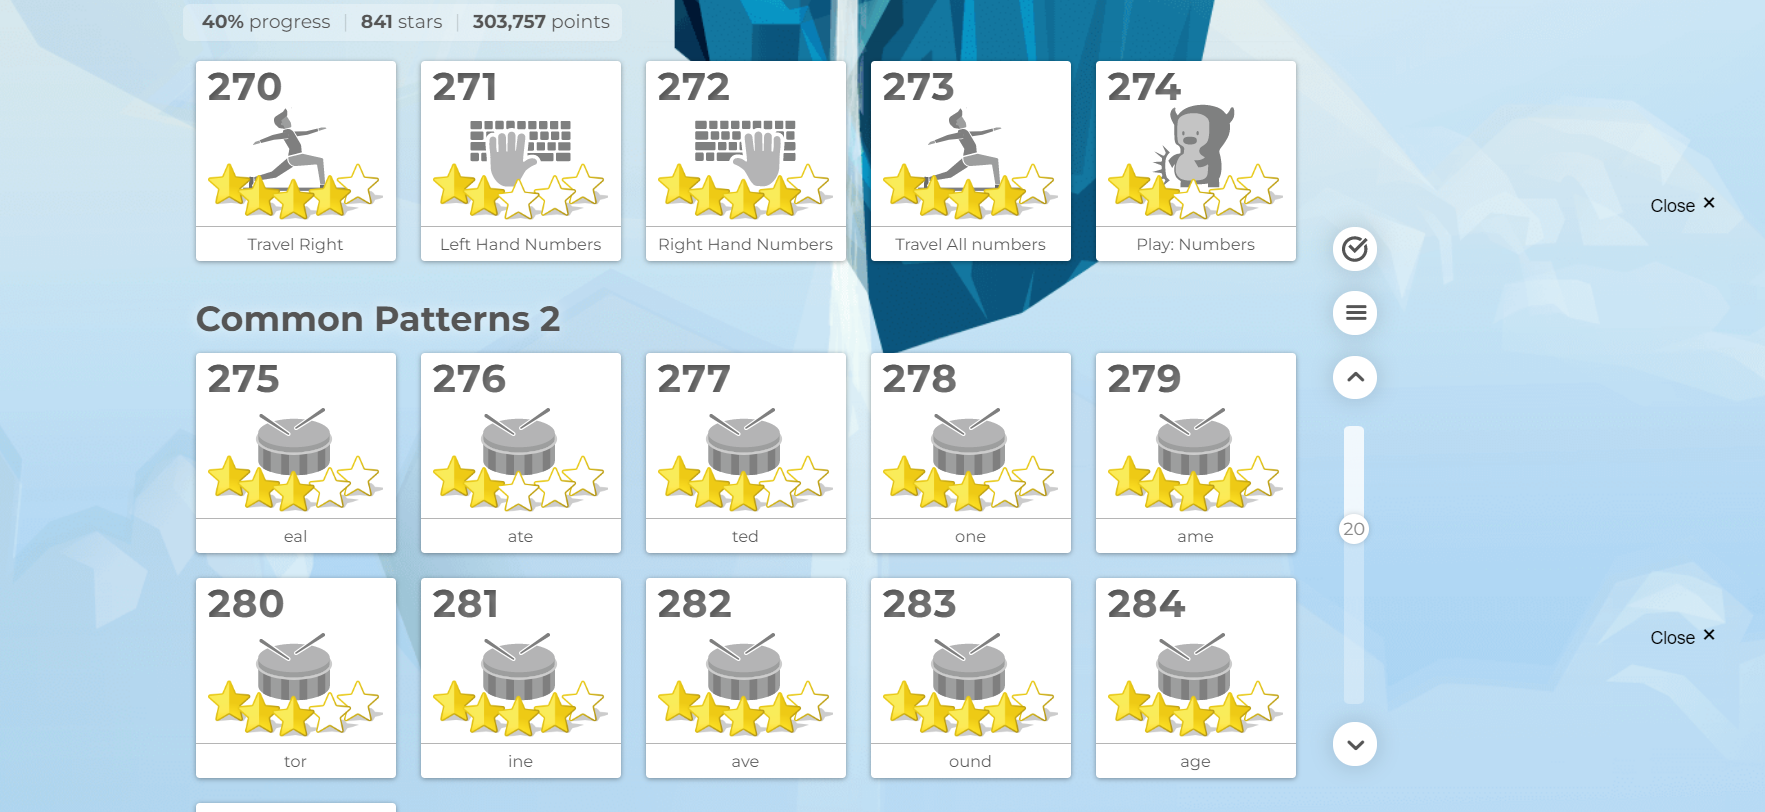 40% progress | 841 stars | 303,757 points
270 271 272 273 274
Travel Right Left Hand Numbers Right Hand Numbers Travel All numbers Play: Numbers
Close ×
Common Patterns 2
275 276 277 278 279
eal ate ted one ame
20
280 281 282 283 284
Close ×
tor ine ave ound age